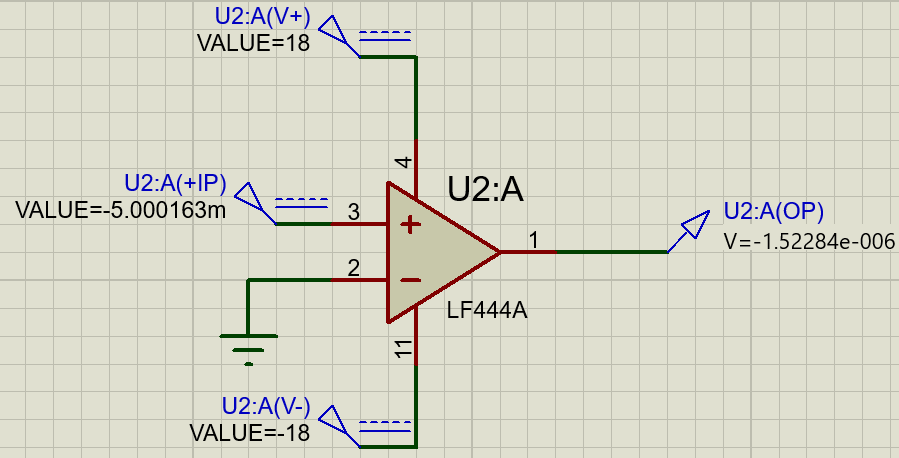 U2:A(V+)
VALUE=18
4
U2:A
U2:A(+IP)
VALUE=-5.000163m
3
+
U2:A(OP)
V=-1.52284e-006
1
2
−
LF444A
11
U2:A(V-)
VALUE=-18